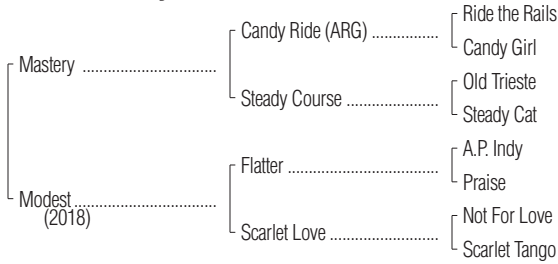 Ride the Rails
Candy Ride (ARG) ................
Candy Girl
Mastery ..............................
Old Trieste
Steady Course .....................
Steady Cat
A.P. Indy
Flatter ..................................
Praise
Modest................................
(2018)
Not For Love
Scarlet Love ........................
Scarlet Tango